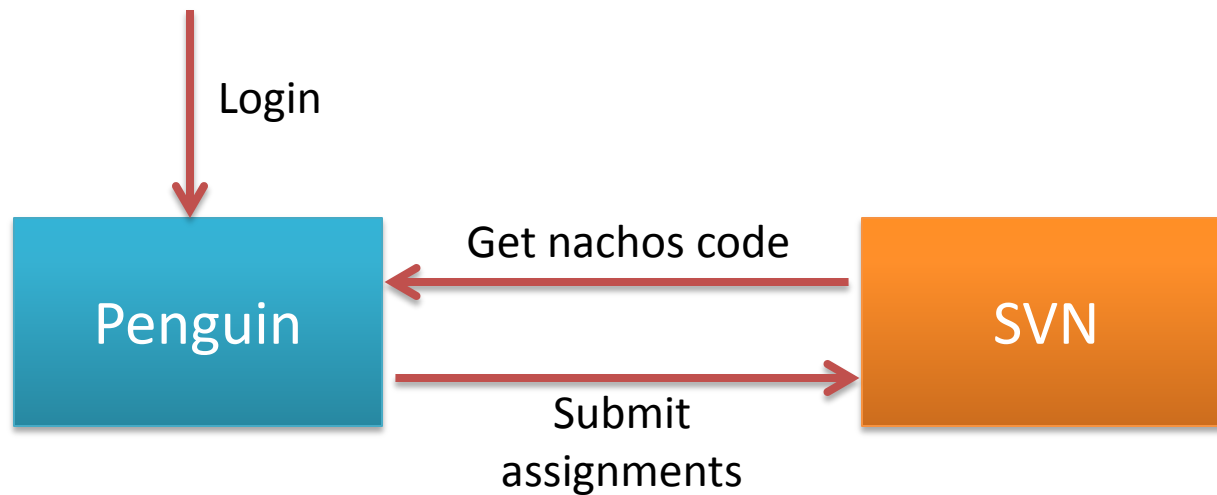 Login
Get nachos code
Penguin
SVN
Submit
assignments